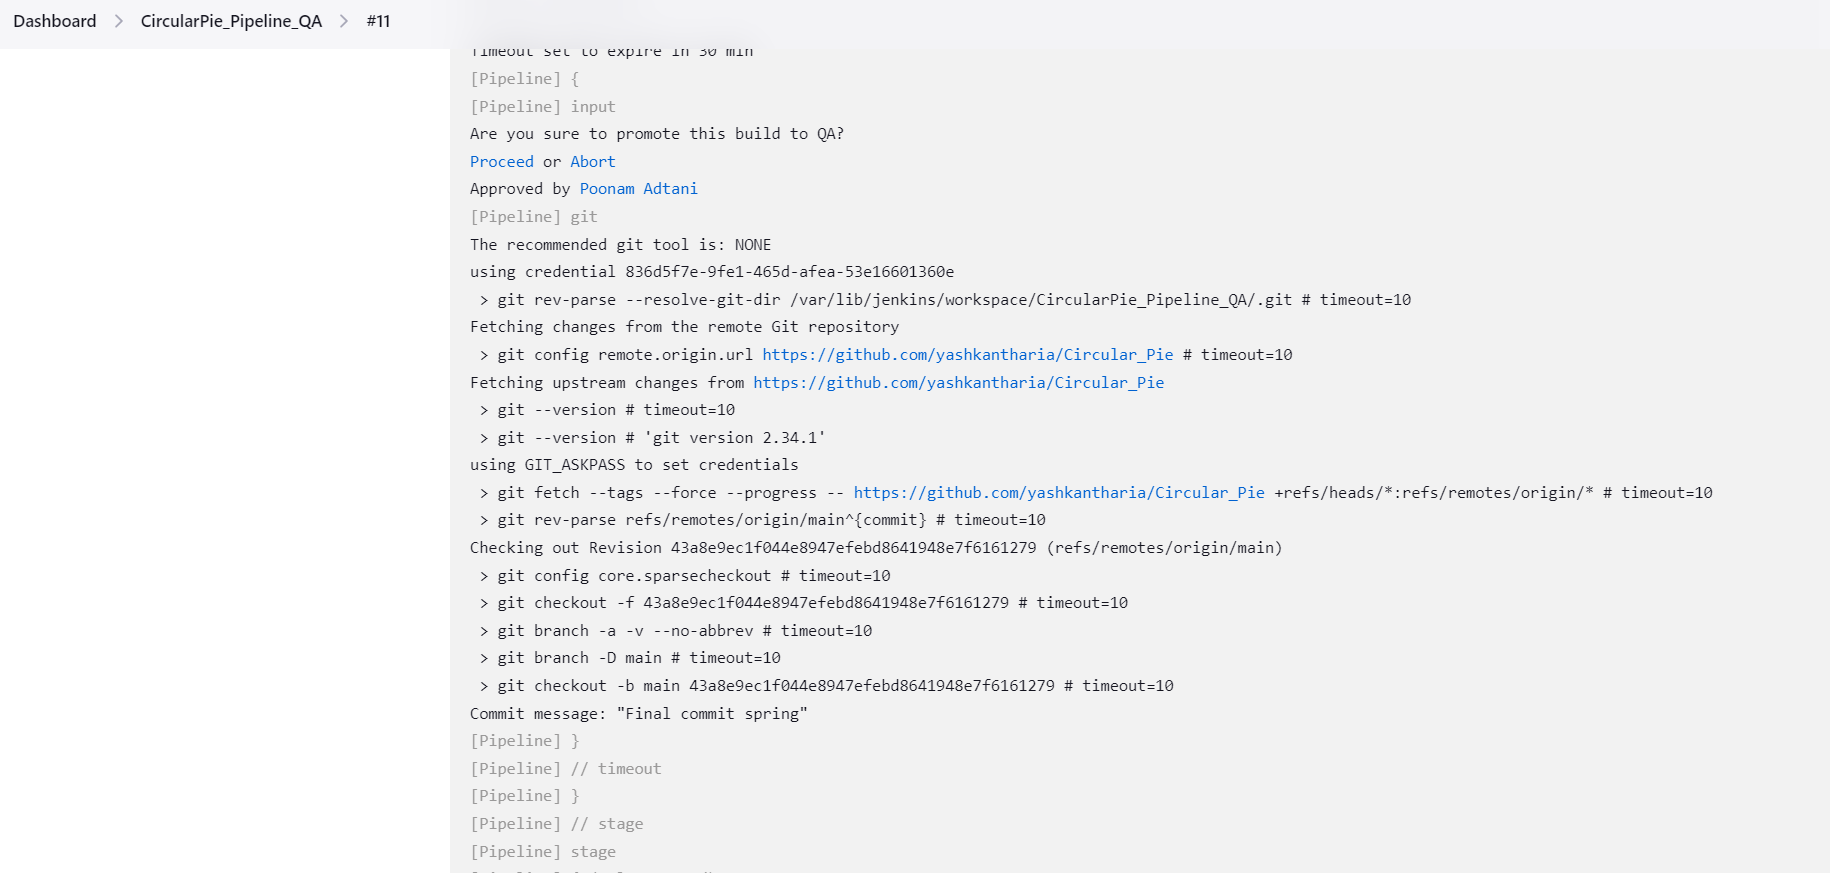 Dashboard > CircularPie_Pipeline_QA > #11
Timeout set to expire in 30 min
[Pipeline] {
[Pipeline] input
Are you sure to promote this build to QA?
Proceed or Abort
Approved by Poonam Adtani
[Pipeline] git
The recommended git tool is: NONE
using credential 836d5f7e-9fe1-465d-afea-53e16601360e
 > git rev-parse --resolve-git-dir /var/lib/jenkins/workspace/CircularPie_Pipeline_QA/.git # timeout=10
Fetching changes from the remote Git repository
 > git config remote.origin.url https://github.com/yashkantharia/Circular_Pie # timeout=10
Fetching upstream changes from https://github.com/yashkantharia/Circular_Pie
 > git --version # timeout=10
 > git --version # 'git version 2.34.1'
using GIT_ASKPASS to set credentials
 > git fetch --tags --force --progress -- https://github.com/yashkantharia/Circular_Pie +refs/heads/*:refs/remotes/origin/* # timeout=10
 > git rev-parse refs/remotes/origin/main^{commit} # timeout=10
Checking out Revision 43a8e9ec1f044e8947efebd8641948e7f6161279 (refs/remotes/origin/main)
 > git config core.sparsecheckout # timeout=10
 > git checkout -f 43a8e9ec1f044e8947efebd8641948e7f6161279 # timeout=10
 > git branch -a -v --no-abbrev # timeout=10
 > git branch -D main # timeout=10
 > git checkout -b main 43a8e9ec1f044e8947efebd8641948e7f6161279 # timeout=10
Commit message: "Final commit spring"
[Pipeline] }
[Pipeline] // timeout
[Pipeline] }
[Pipeline] // stage
[Pipeline] stage